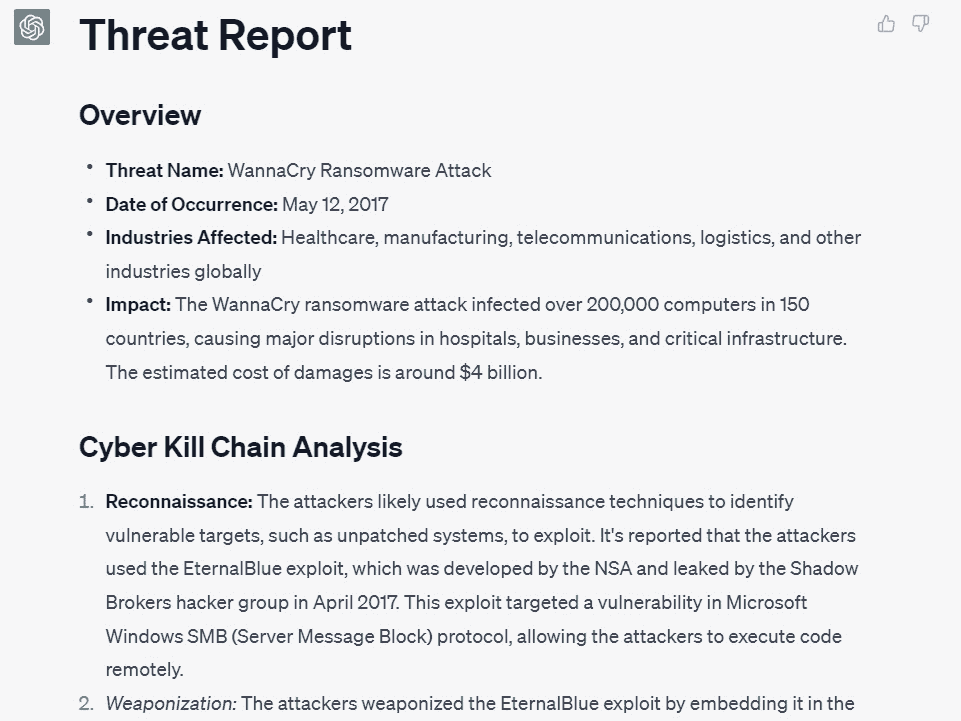 Threat Report
Overview
• Threat Name: WannaCry Ransomware Attack
• Date of Occurrence: May 12, 2017
• Industries Affected: Healthcare, manufacturing, telecommunications, logistics, and other
industries globally
• Impact: The WannaCry ransomware attack infected over 200,000 computers in 150
countries, causing major disruptions in hospitals, businesses, and critical infrastructure.
The estimated cost of damages is around $4 billion.
Cyber Kill Chain Analysis
1. Reconnaissance: The attackers likely used reconnaissance techniques to identify
vulnerable targets, such as unpatched systems, to exploit. It's reported that the attackers
used the EternalBlue exploit, which was developed by the NSA and leaked by the Shadow
Brokers hacker group in April 2017. This exploit targeted a vulnerability in Microsoft
Windows SMB (Server Message Block) protocol, allowing the attackers to execute code
remotely.
2. Weaponization: The attackers weaponized the EternalBlue exploit by embedding it in the